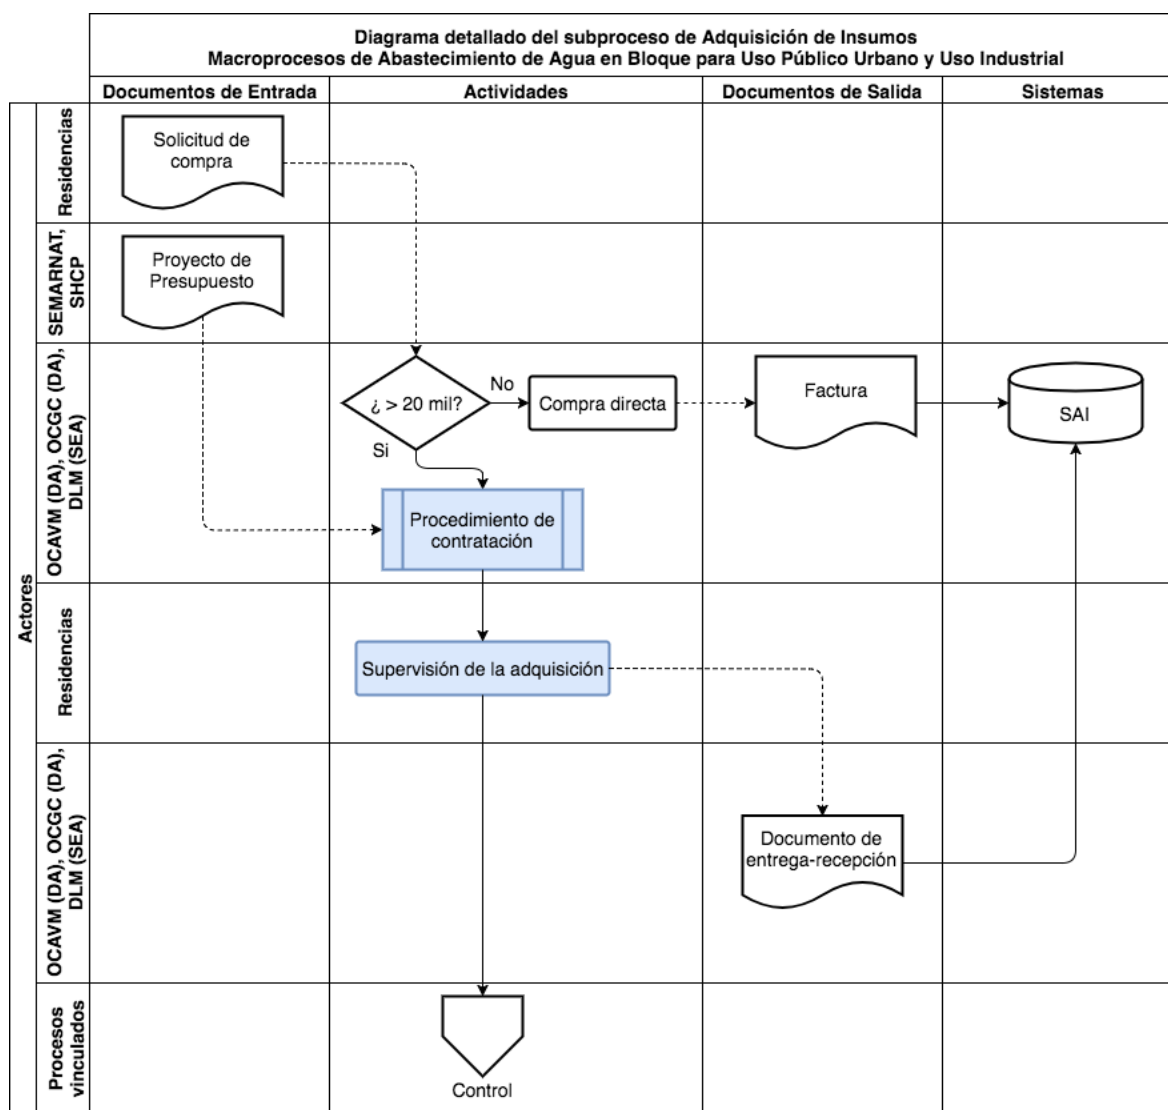 Diagrama detallado del subproceso de Adquisición de Insumos
Macroprocesos de Abastecimiento de Agua en Bloque para Uso Público Urbano y Uso Industrial
Documentos de Entrada
Actividades
Documentos de Salida
Sistemas
Actores
Residencias
Solicitud de
compra
SEMARNAT,
SHCP
Proyecto de
Presupuesto
OCAVM (DA), OCGC (DA),
DLM (SEA)
¿ > 20 mil?
No
Si
Compra directa
Factura
SAI
Procedimiento de
contratación
Residencias
Supervisión de la adquisición
OCAVM (DA), OCGC (DA),
DLM (SEA)
Documento de
entrega-recepción
Procesos
vinculados
Control